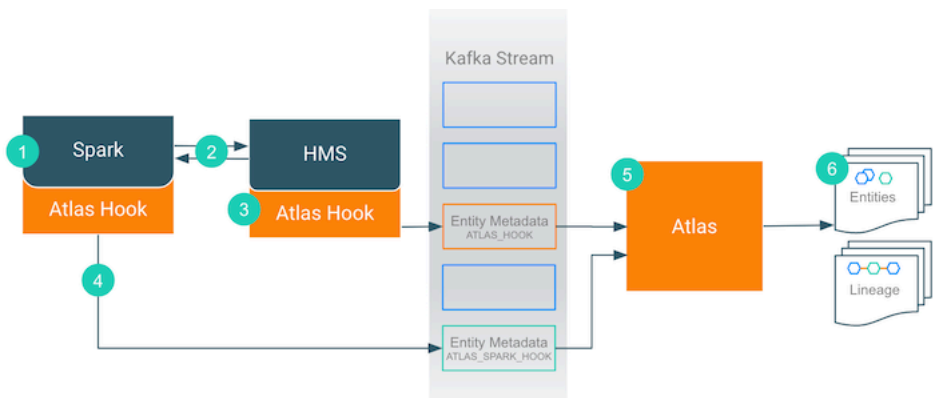 Kafka Stream
1
Spark
Atlas Hook
2
HMS
3
Atlas Hook
4
Entity Metadata
ATLAS_HOOK
Entity Metadata
ATLAS_SPARK_HOOK
5
Atlas
6
Entities
Lineage